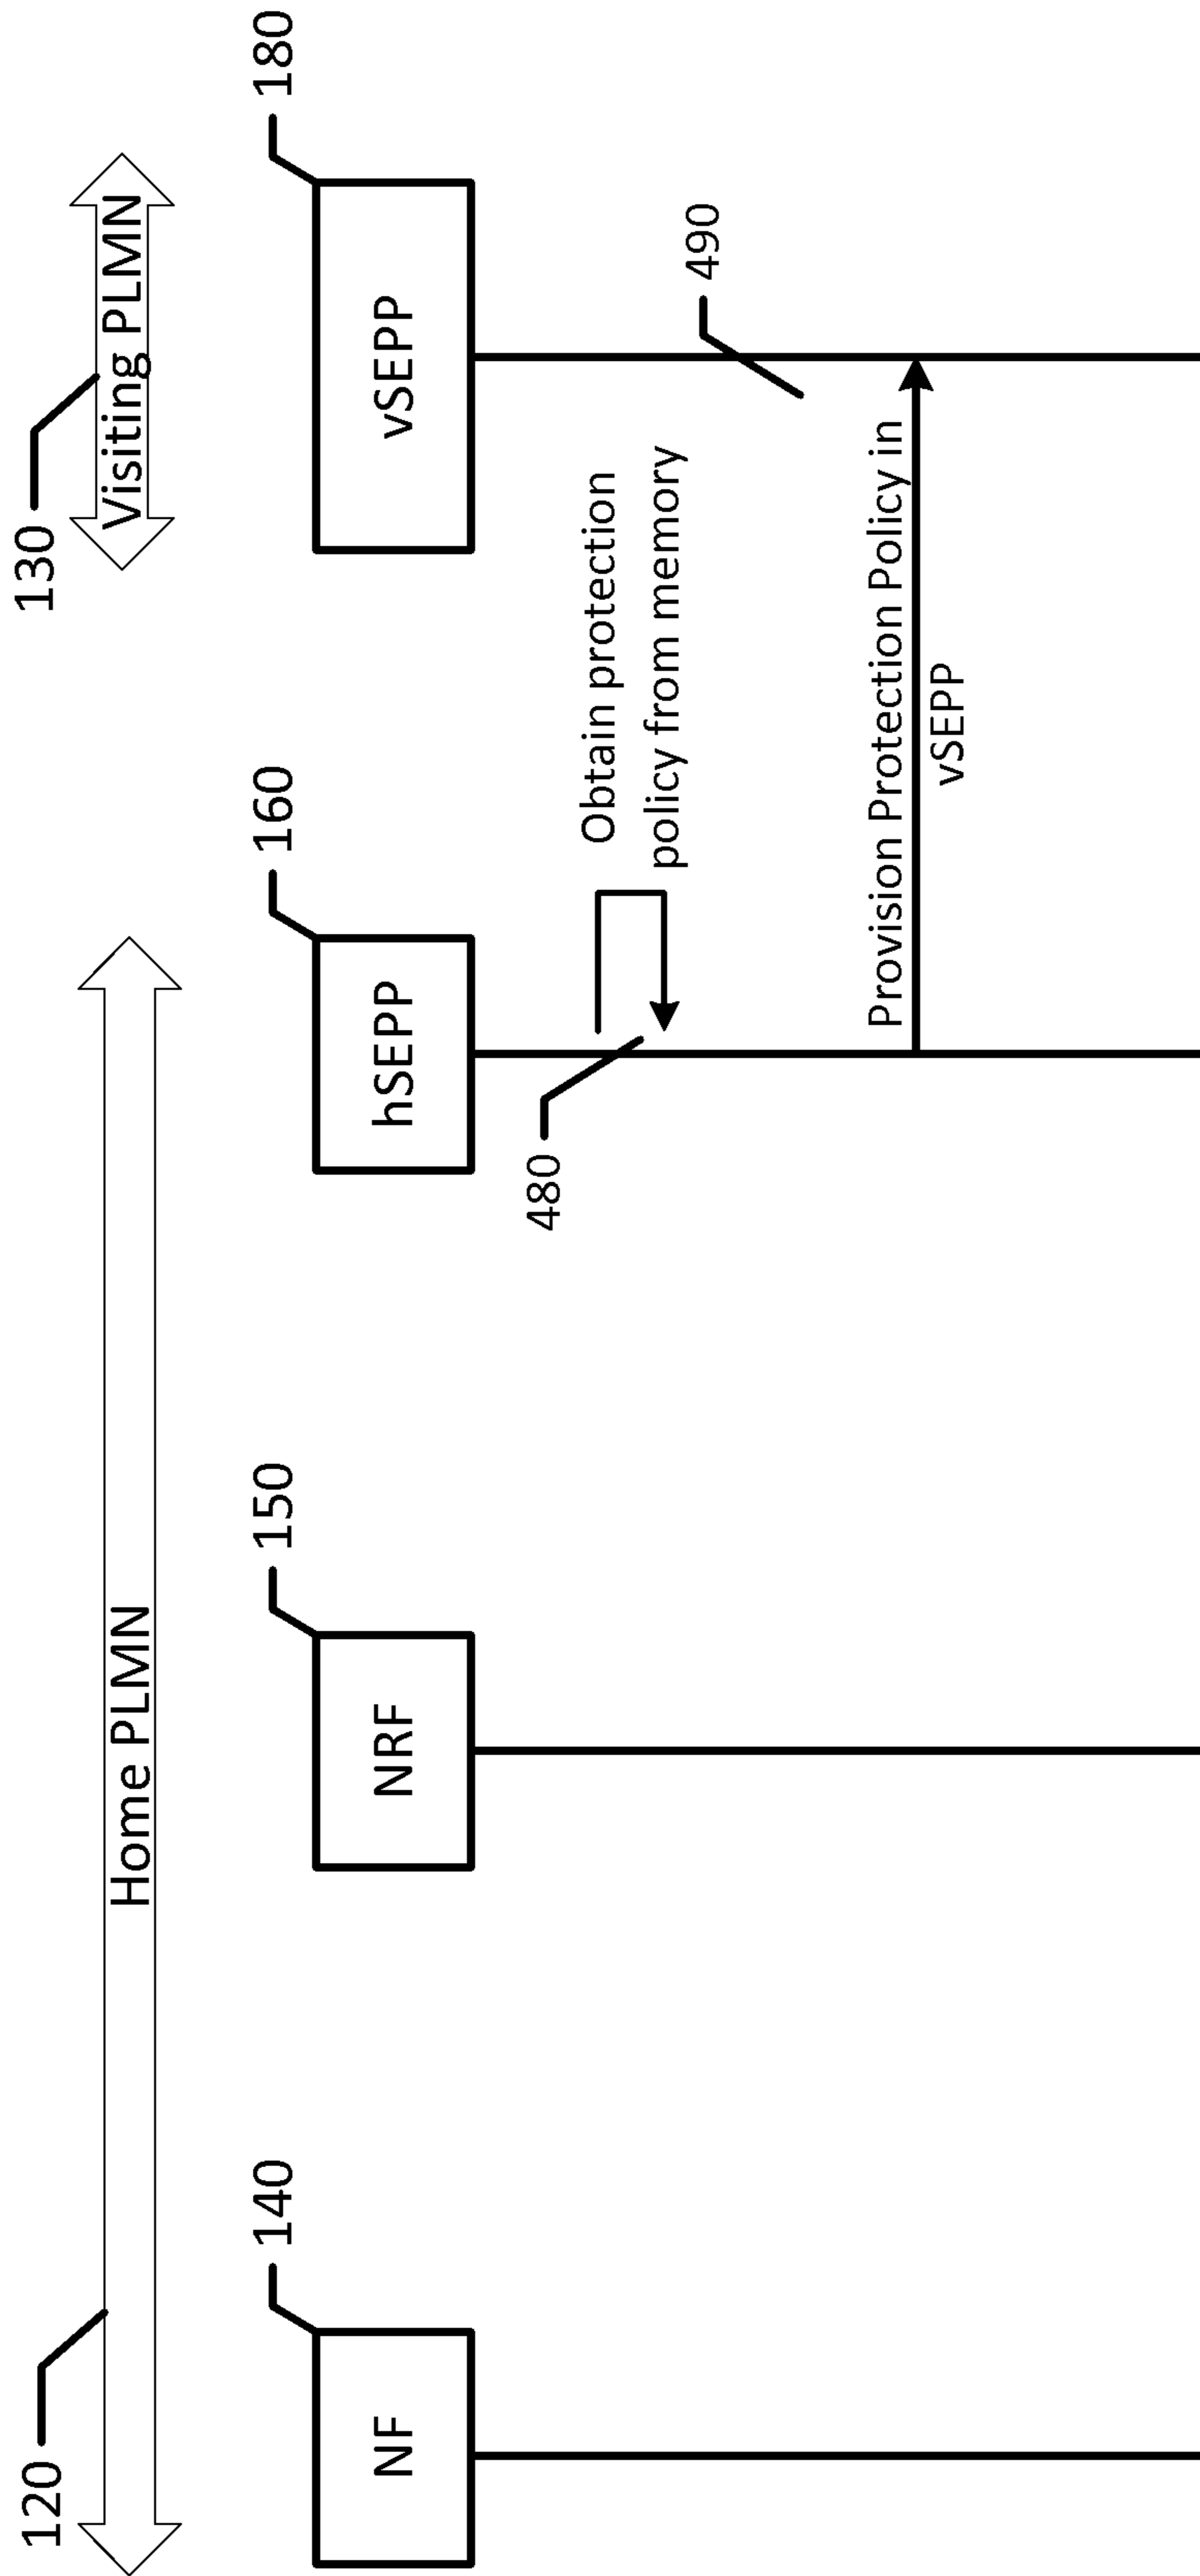 120
Home PLMN
130
Visiting PLMN
140
150
160
180
NF
NRF
hSEPP
vSEPP
480
Obtain protection
policy from memory
490
Provision Protection Policy in
vSEPP